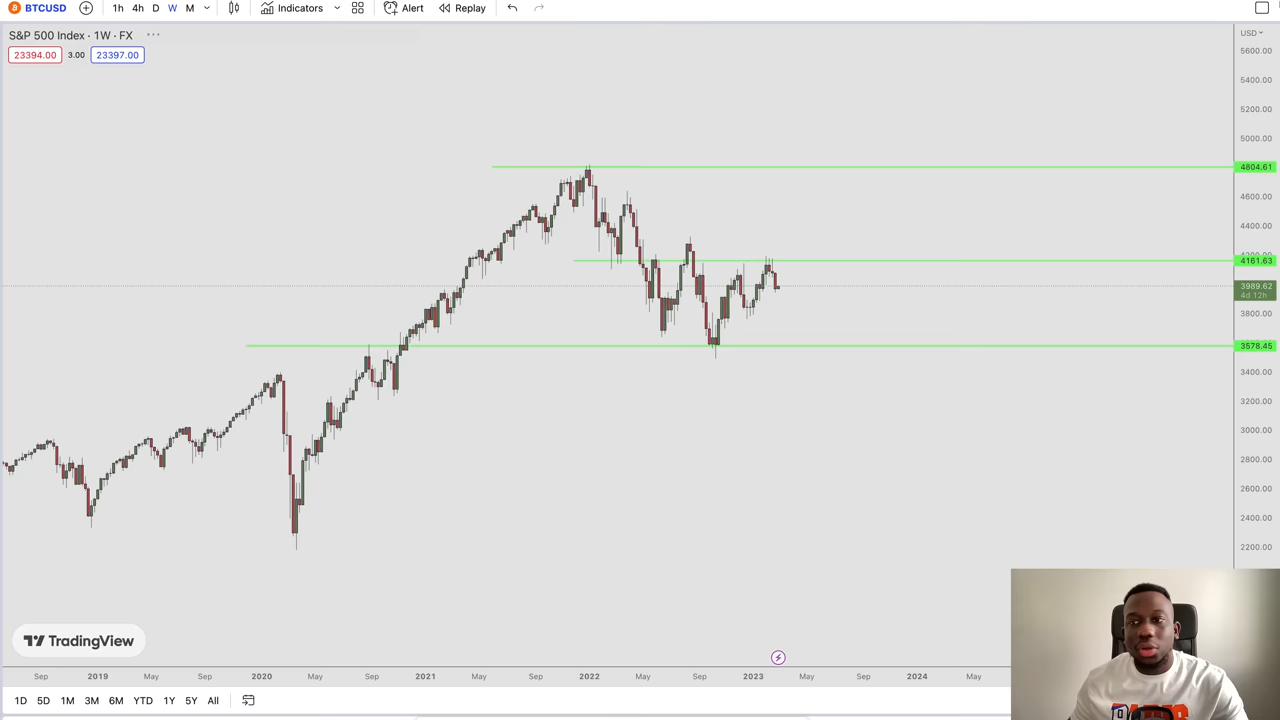 BTCUSD 1h 4h D W M Indicators Alert Replay
S&P 500 Index · 1W · FX ···
USD
23394.00 3.00 23397.00
5600.00
5400.00
5200.00
5000.00
4804.61
4600.00
4400.00
4161.63
3989.62
4d 12h
3800.00
3578.45
3400.00
3200.00
3000.00
2800.00
2600.00
2400.00
2200.00
TradingView
Sep 2019 May Sep 2020 May Sep 2021 May Sep 2022 May Sep 2023 May Sep 2024 May
1D 5D 1M 3M 6M YTD 1Y 5Y All